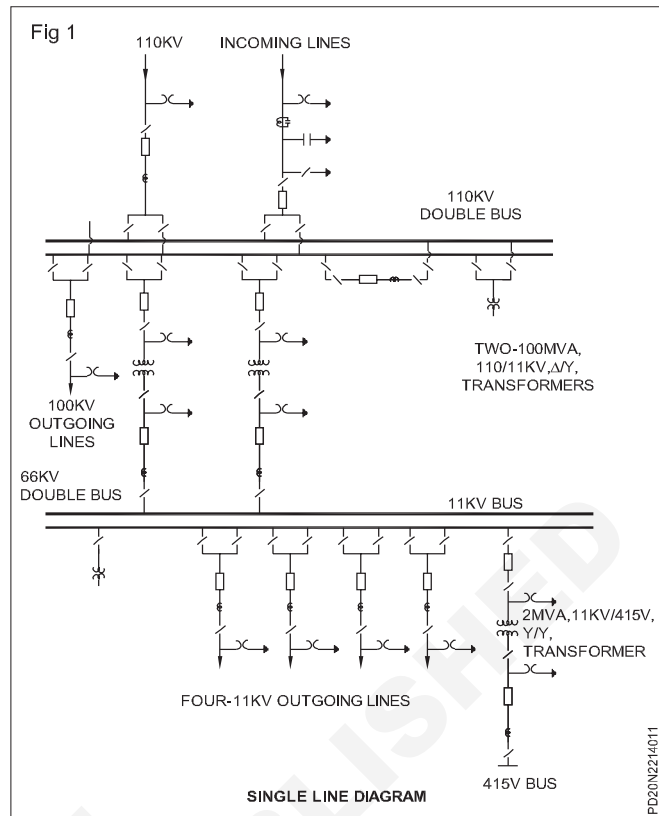 Fig 1
110KV
INCOMING LINES
110KV
DOUBLE BUS
TWO-100MVA,
110/11KV,Δ/Y,
TRANSFORMERS
100KV
OUTGOING
LINES
66KV
DOUBLE BUS
11KV BUS
2MVA,11KV/415V,
Y/Y,
TRANSFORMER
FOUR-11KV OUTGOING LINES
415V BUS
SINGLE LINE DIAGRAM
PD20N2214011